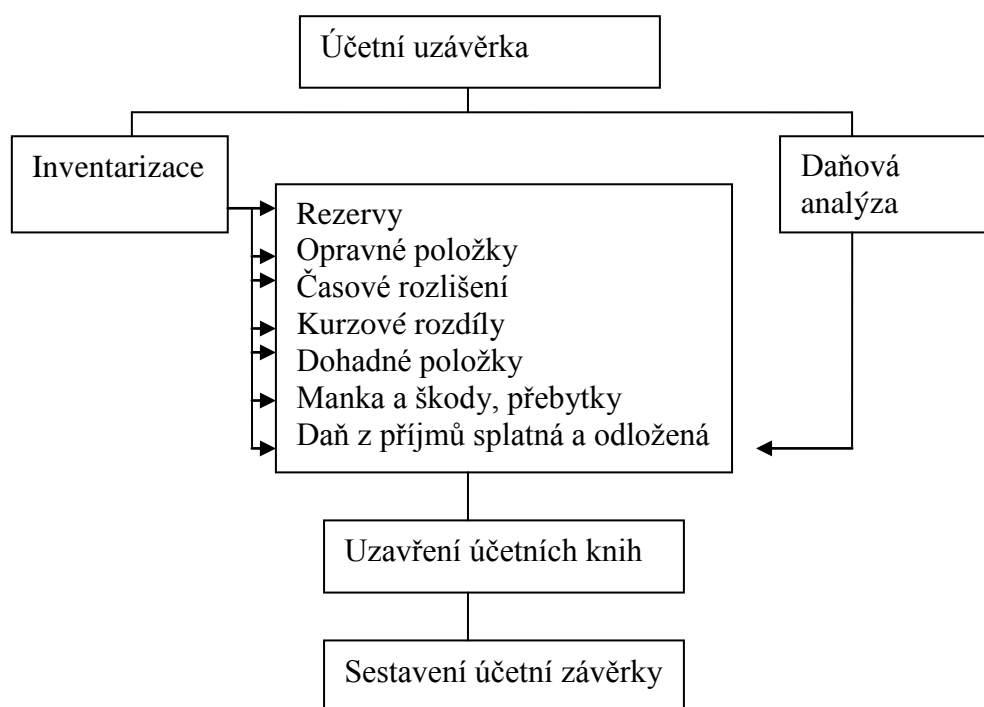 Účetní uzávěrka
Inventarizace
Daňová
analýza
Rezervy
Opravné položky
Časové rozlišení
Kurzové rozdíly
Dohadné položky
Manka a škody, přebytky
Daň z příjmů splatná a odložená
Uzavření účetních knih
Sestavení účetní závěrky